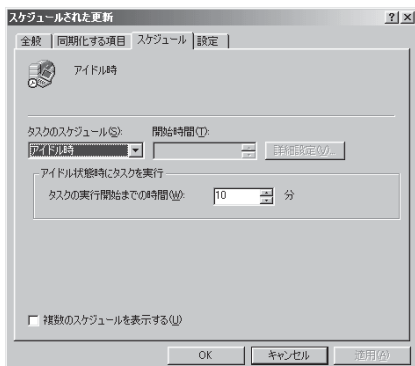 スケジュールされた更新
全般 同期化する項目 スケジュール 設定
アイドル時
タスクのスケジュール(S): 開始時間(T):
アイドル時 詳細設定(V)...
アイドル状態時にタスクを実行
タスクの実行開始までの時間(W): 10 分
複数のスケジュールを表示する(U)
OK キャンセル 適用(A)